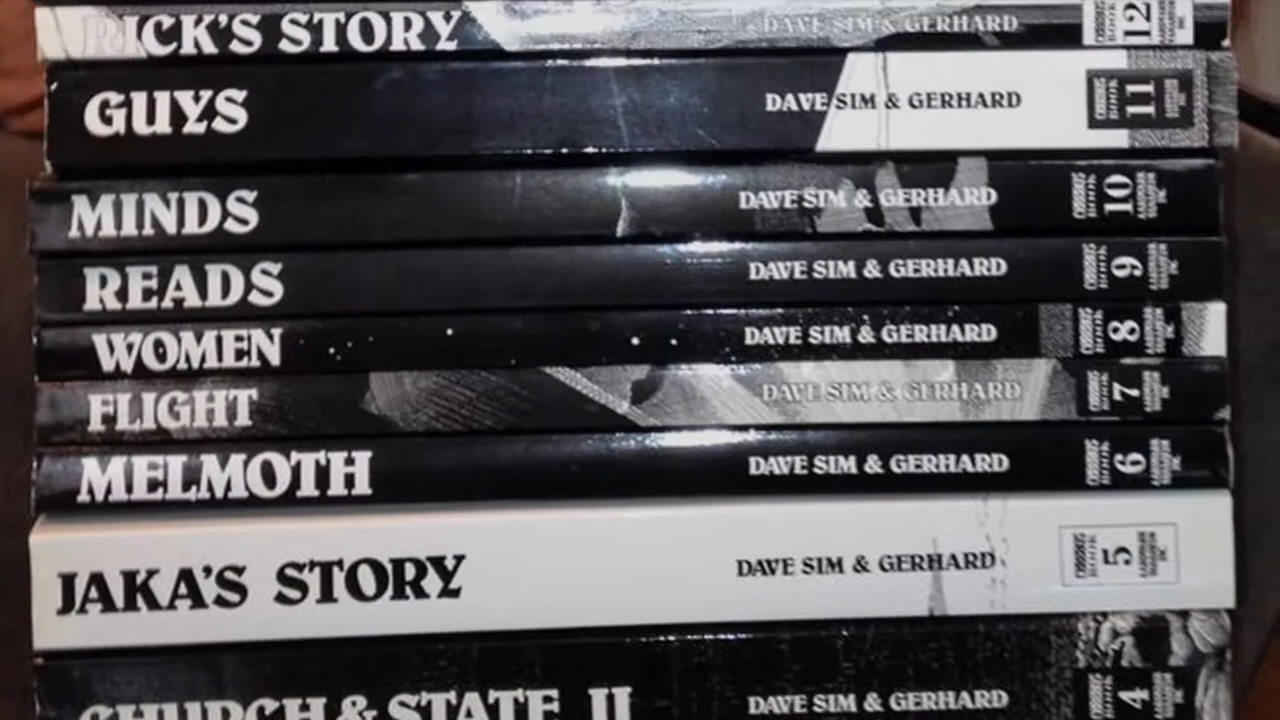 RICK'S STORY DAVE SIM & GERHARD 12
GUYS DAVE SIM & GERHARD 11
MINDS DAVE SIM & GERHARD 10
READS DAVE SIM & GERHARD 9
WOMEN DAVE SIM & GERHARD 8
FLIGHT DAVE SIM & GERHARD 7
MELMOTH DAVE SIM & GERHARD 6
JAKA'S STORY DAVE SIM & GERHARD 5
CHURCH & STATE II DAVE SIM & GERHARD 4